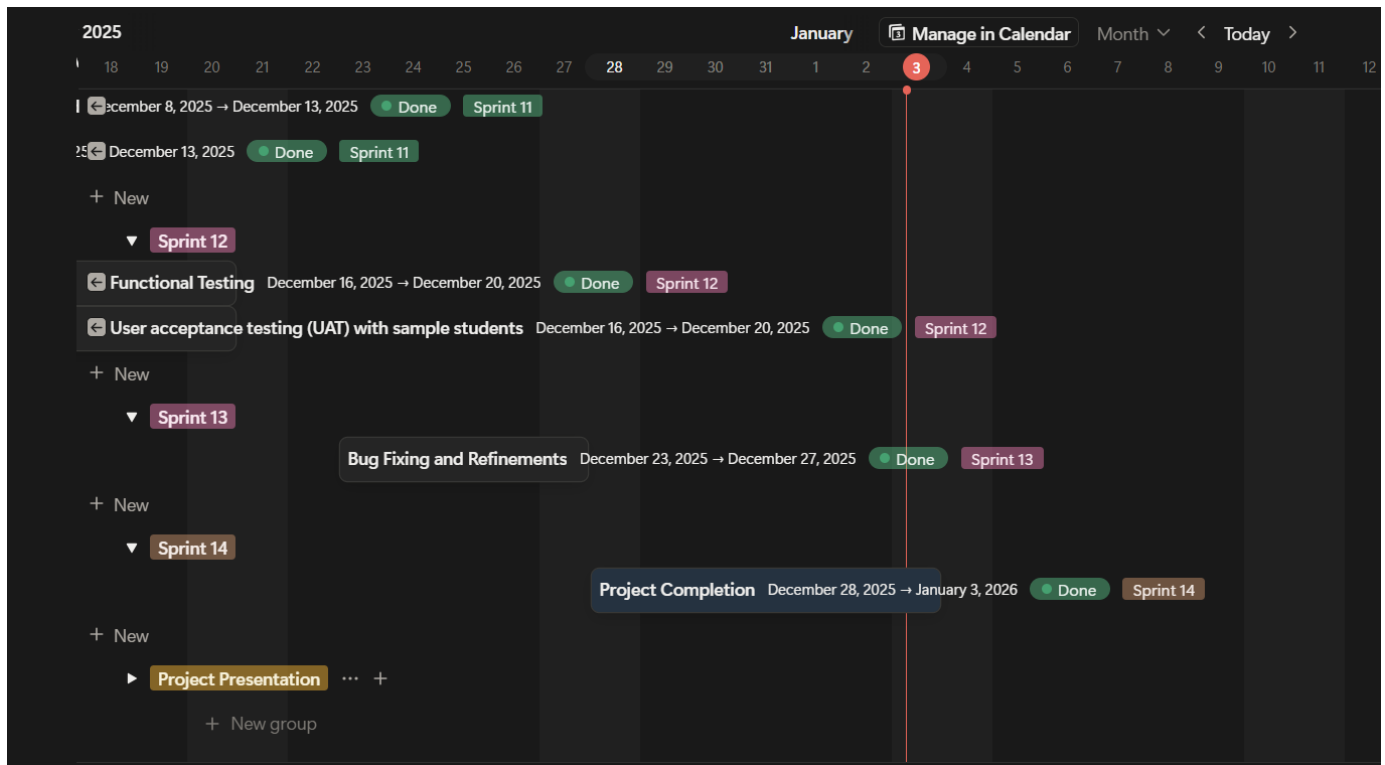 2025 January Manage in Calendar Month Today
18 19 20 21 22 23 24 25 26 27 28 29 30 31 1 2 3 4 5 6 7 8 9 10 11 12
ecember 8, 2025 → December 13, 2025 Done Sprint 11
25 December 13, 2025 Done Sprint 11
+ New
Sprint 12
Functional Testing December 16, 2025 → December 20, 2025 Done Sprint 12
User acceptance testing (UAT) with sample students December 16, 2025 → December 20, 2025 Done Sprint 12
+ New
Sprint 13
Bug Fixing and Refinements December 23, 2025 → December 27, 2025 Done Sprint 13
+ New
Sprint 14
Project Completion December 28, 2025 → January 3, 2026 Done Sprint 14
+ New
Project Presentation ... +
+ New group